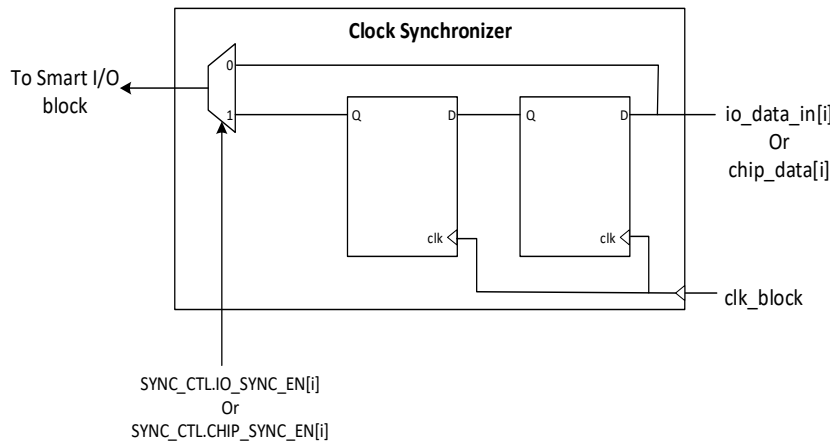 Clock Synchronizer
0
To Smart I/O
block
1
Q
D
Q
D
io_data_in[i]
Or
chip_data[i]
clk
clk
clk_block
SYNC_CTL.IO_SYNC_EN[i]
Or
SYNC_CTL.CHIP_SYNC_EN[i]